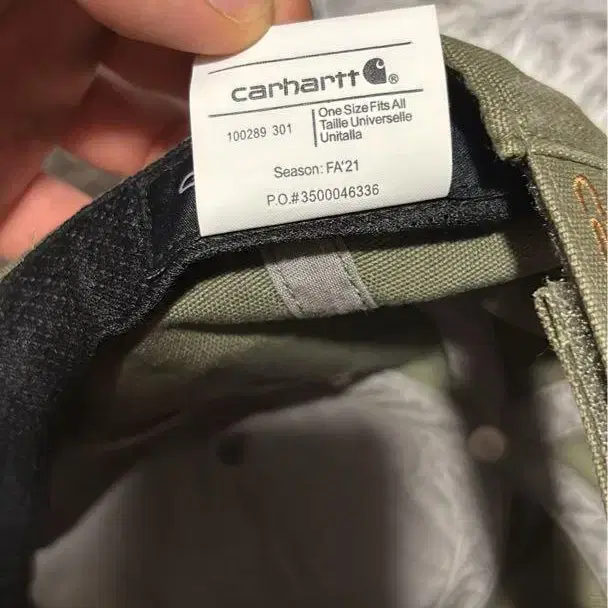 carhartt ®
100289 301
One Size Fits All
Taille Universelle
Unitalla
Season: FA'21
P.O.#3500046336